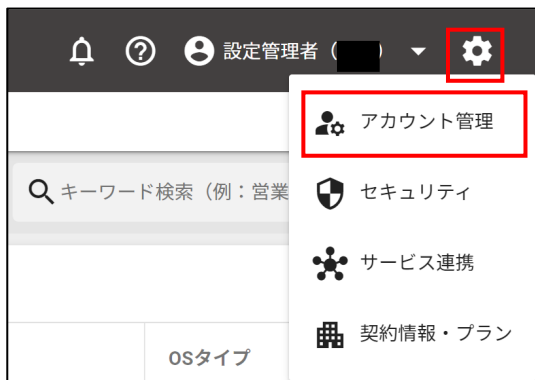 設定管理者（ ）
アカウント管理
キーワード検索（例：営業
セキュリティ
サービス連携
契約情報・プラン
OSタイプ